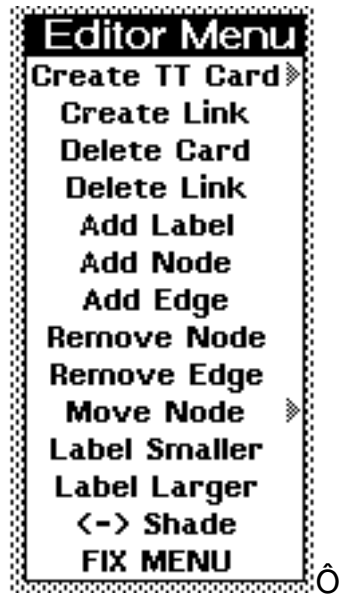 Editor Menu
Create TT Card
Create Link
Delete Card
Delete Link
Add Label
Add Node
Add Edge
Remove Node
Remove Edge
Move Node
Label Smaller
Label Larger
<-> Shade
FIX MENU
Ô